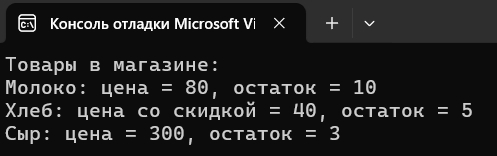 Консоль отладки Microsoft Vi
Товары в магазине:
Молоко: цена = 80, остаток = 10
Хлеб: цена со скидкой = 40, остаток = 5
Сыр: цена = 300, остаток = 3